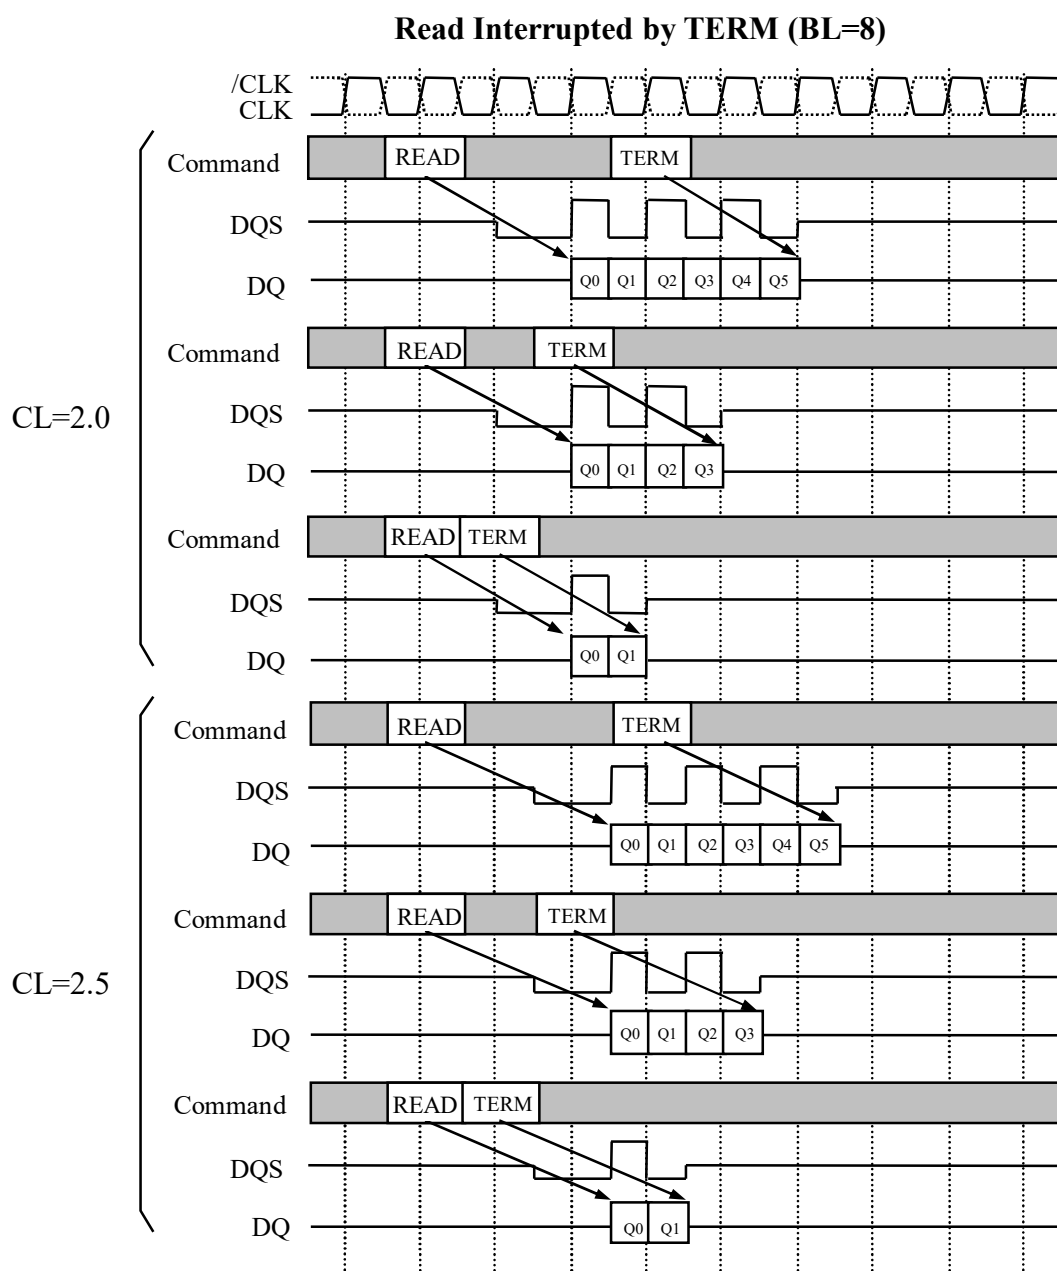 Read Interrupted by TERM (BL=8)
/CLK
CLK
Command READ TERM
DQS
DQ Q0 Q1 Q2 Q3 Q4 Q5
Command READ TERM
CL=2.0
DQS
DQ Q0 Q1 Q2 Q3
Command READ TERM
DQS
DQ Q0 Q1
Command READ TERM
DQS
DQ Q0 Q1 Q2 Q3 Q4 Q5
Command READ TERM
CL=2.5
DQS
DQ Q0 Q1 Q2 Q3
Command READ TERM
DQS
DQ Q0 Q1